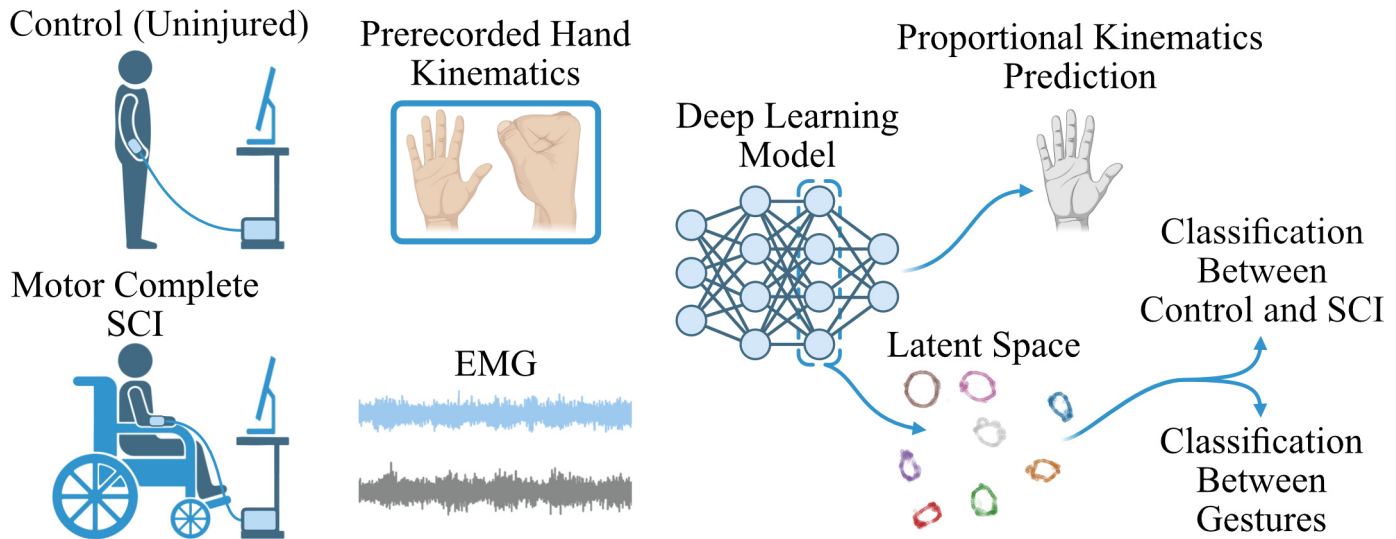 Control (Uninjured)
Prerecorded Hand
Kinematics
Proportional Kinematics
Prediction
Deep Learning
Model
Classification
Between
Control and SCI
Motor Complete
SCI
EMG
Latent Space
Classification
Between
Gestures